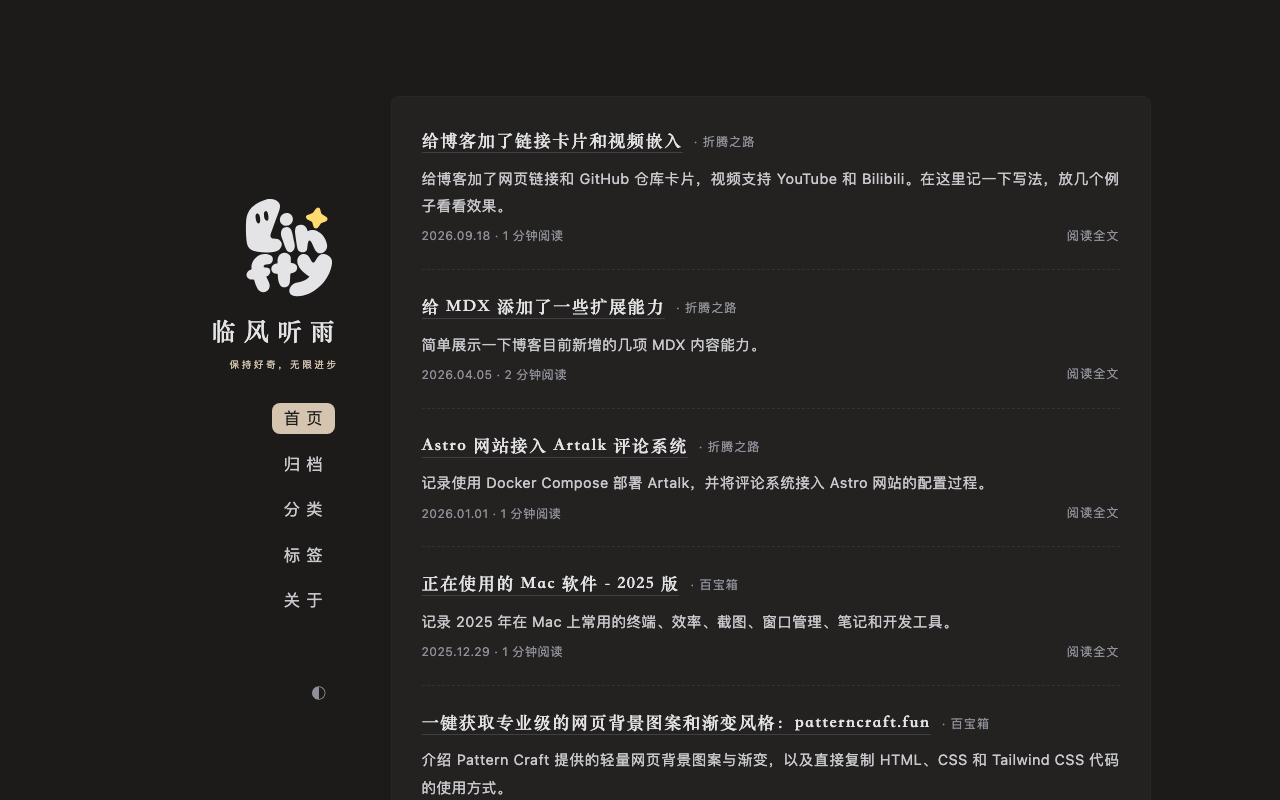 Lin
fty
临风听雨
保持好奇，无限进步
首页
归档
分类
标签
关于
给博客加了链接卡片和视频嵌入 · 折腾之路
给博客加了网页链接和 GitHub 仓库卡片，视频支持 YouTube 和 Bilibili。在这里记一下写法，放几个例
子看看效果。
2026.09.18 · 1 分钟阅读 阅读全文
给 MDX 添加了一些扩展能力 · 折腾之路
简单展示一下博客目前新增的几项 MDX 内容能力。
2026.04.05 · 2 分钟阅读 阅读全文
Astro 网站接入 Artalk 评论系统 · 折腾之路
记录使用 Docker Compose 部署 Artalk，并将评论系统接入 Astro 网站的配置过程。
2026.01.01 · 1 分钟阅读 阅读全文
正在使用的 Mac 软件 - 2025 版 · 百宝箱
记录 2025 年在 Mac 上常用的终端、效率、截图、窗口管理、笔记和开发工具。
2025.12.29 · 1 分钟阅读 阅读全文
一键获取专业级的网页背景图案和渐变风格：patterncraft.fun · 百宝箱
介绍 Pattern Craft 提供的轻量网页背景图案与渐变，以及直接复制 HTML、CSS 和 Tailwind CSS 代码
的使用方式。